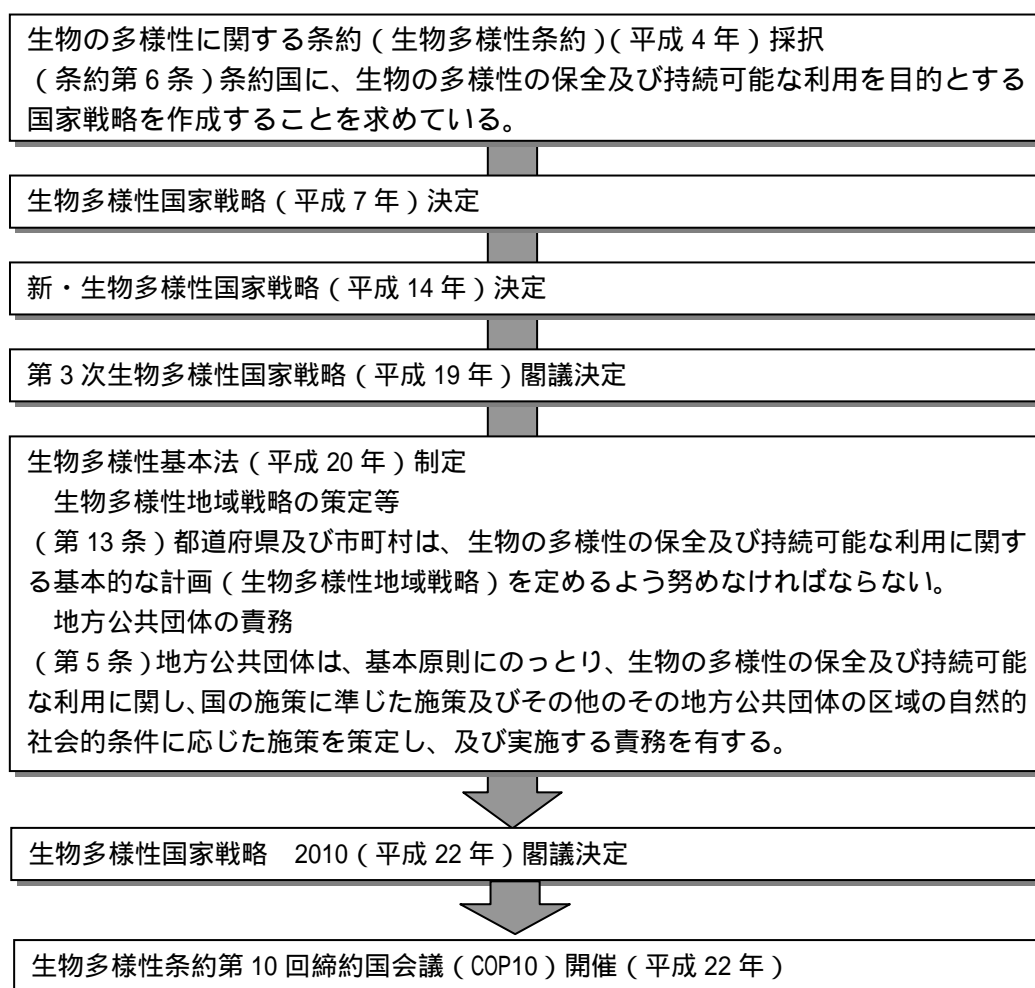 生物の多様性に関する条約(生物多様性条約)(平成4年)採択
(条約第6条)条約国に、生物の多様性の保全及び持続可能な利用を目的とする
国家戦略を作成することを求めている。
生物多様性国家戦略(平成7年)決定
新・生物多様性国家戦略(平成14年)決定
第3次生物多様性国家戦略(平成19年)閣議決定
生物多様性基本法(平成20年)制定
生物多様性地域戦略の策定等
(第13条)都道府県及び市町村は、生物の多様性の保全及び持続可能な利用に関す
る基本的な計画(生物多様性地域戦略)を定めるよう努めなければならない。
地方公共団体の責務
(第5条)地方公共団体は、基本原則にのっとり、生物の多様性の保全及び持続可能
な利用に関し、国の施策に準じた施策及びその他のその地方公共団体の区域の自然的
社会的条件に応じた施策を策定し、及び実施する責務を有する。
生物多様性国家戦略 2010(平成22年)閣議決定
生物多様性条約第10回締約国会議(COP10)開催(平成22年)